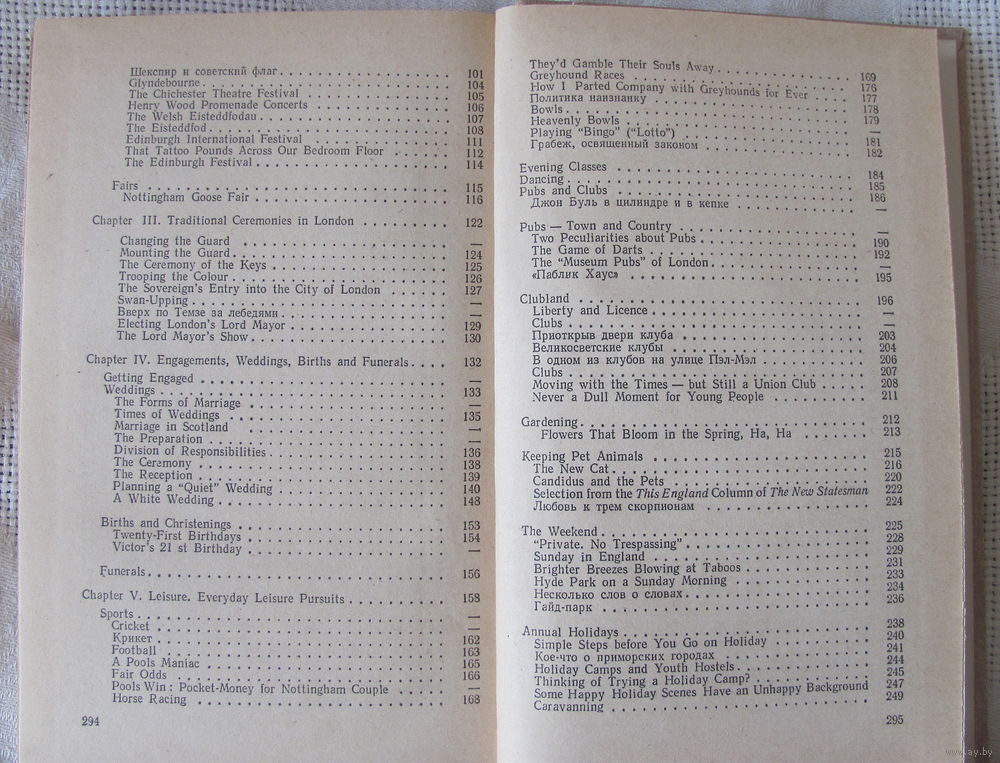 Шекспир и советский флаг 101
Glyndebourne 104
The Chichester Theatre Festival 105
Henry Wood Promenade Concerts 106
The Welsh Eisteddfodau 107
The Eisteddfod 108
Edinburgh International Festival 111
That Tattoo Pounds Across Our Bedroom Floor 112
The Edinburgh Festival 114
Fairs 115
Nottingham Goose Fair 116
Chapter III. Traditional Ceremonies in London 122
Changing the Guard —
Mounting the Guard 124
The Ceremony of the Keys 125
Trooping the Colour 126
The Sovereign's Entry into the City of London 127
Swan-Upping —
Вверх по Темзе за лебедями —
Electing London's Lord Mayor 129
The Lord Mayor's Show 130
Chapter IV. Engagements, Weddings, Births and Funerals 132
Getting Engaged —
Weddings 133
The Forms of Marriage —
Times of Weddings 135
Marriage in Scotland —
The Preparation —
Division of Responsibilities 136
The Ceremony 138
The Reception 139
Planning a "Quiet" Wedding 140
A White Wedding 148
Births and Christenings 153
Twenty-First Birthdays 154
Victor's 21 st Birthday —
Funerals 156
Chapter V. Leisure. Everyday Leisure Pursuits 158
Sports —
Cricket —
Крикет 162
Football 163
A Pools Maniac 165
Fair Odds 166
Pools Win: Pocket-Money for Nottingham Couple —
Horse Racing 168
294
They'd Gamble Their Souls Away 169
Greyhound Races 176
How I Parted Company with Greyhounds for Ever 177
Политика наизнанку 178
Bowls 179
Heavenly Bowls —
Playing "Bingo" ("Lotto") 181
Грабеж, освященный законом 182
Evening Classes 184
Dancing 185
Pubs and Clubs 186
Джон Буль в цилиндре и в кепке —
Pubs — Town and Country —
Two Peculiarities about Pubs 190
The Game of Darts 192
The "Museum Pubs" of London —
«Паблик Хаус» 195
Clubland 196
Liberty and Licence —
Clubs —
Приоткрыв двери клуба 203
Великосветские клубы 204
В одном из клубов на улице Пэл-Мэл 206
Clubs 207
Moving with the Times — but Still a Union Club 208
Never a Dull Moment for Young People 211
Gardening 212
Flowers That Bloom in the Spring, Ha, Ha 213
Keeping Pet Animals 215
The New Cat 216
Candidus and the Pets 220
Selection from the This England Column of The New Statesman 222
Любовь к трем скорпионам 224
The Weekend 225
"Private. No Trespassing" 228
Sunday in England 229
Brighter Breezes Blowing at Taboos 231
Hyde Park on a Sunday Morning 233
Несколько слов о словах 234
Гайд-парк 236
Annual Holidays 238
Simple Steps before You Go on Holiday 240
Кое-что о приморских городах 241
Holiday Camps and Youth Hostels 244
Thinking of Trying a Holiday Camp? 245
Some Happy Holiday Scenes Have an Unhappy Background 247
Caravanning 249
295
www.ay.by